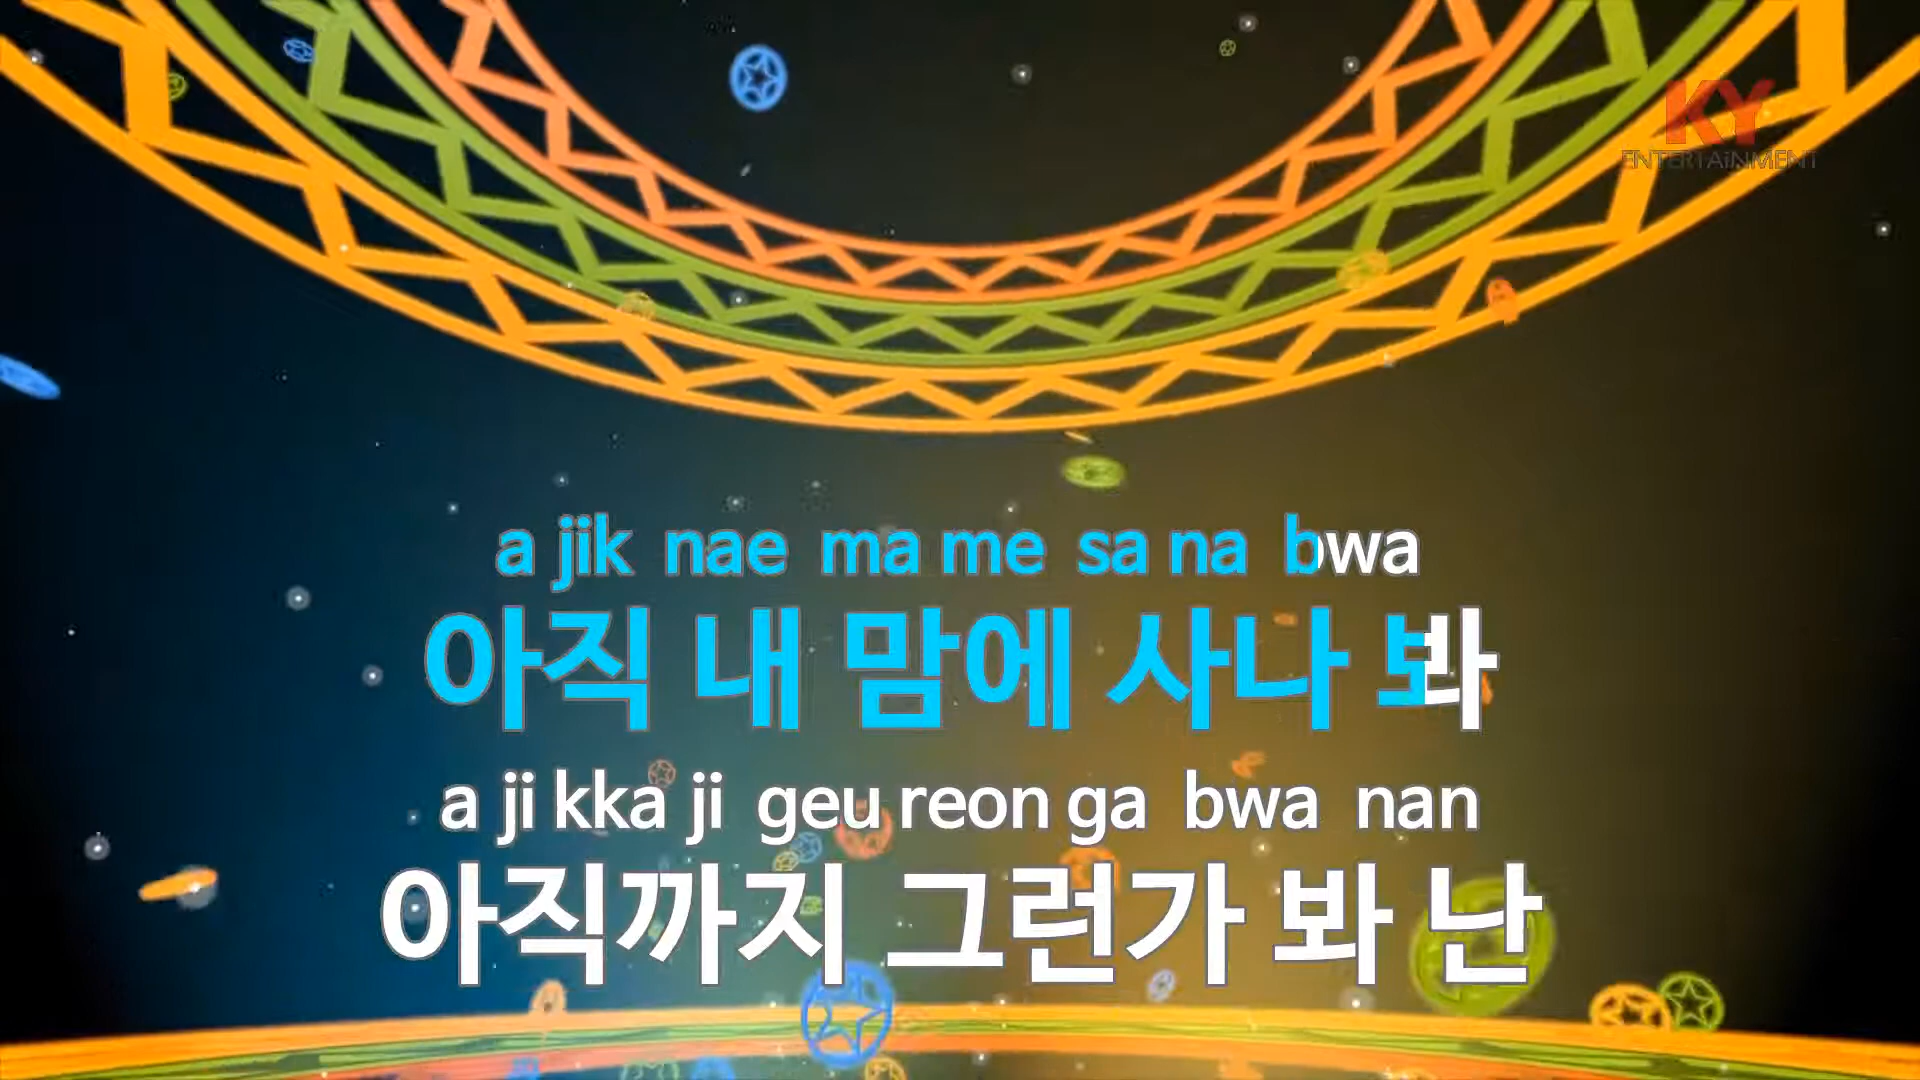 KY
ENTERTAINMENT
a jik nae ma me sa na bwa
아직 내 맘에 사나 봐
a ji kka ji geu reon ga bwa nan
아직까지 그런가 봐 난